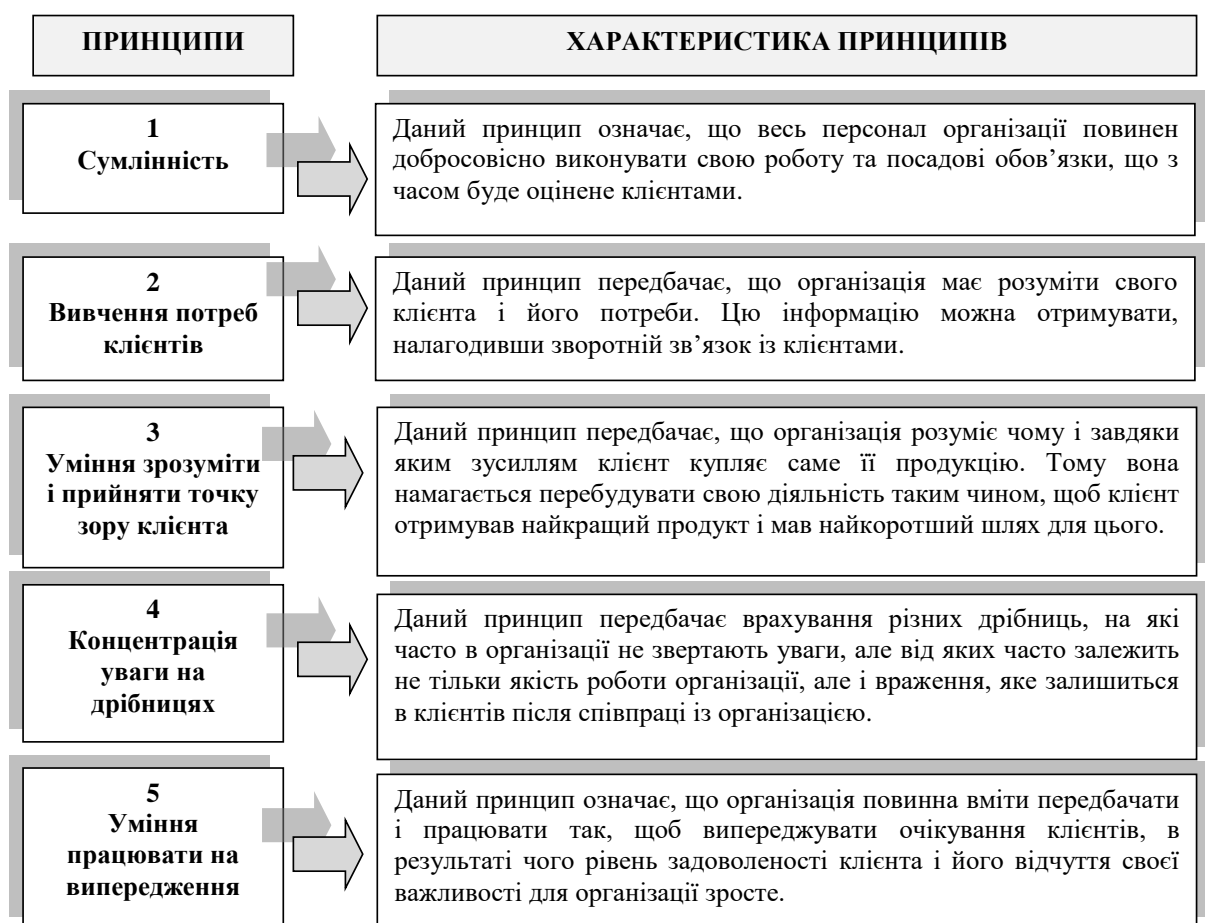 ПРИНЦИПИ
ХАРАКТЕРИСТИКА ПРИНЦИПІВ
1
Сумлінність
Даний принцип означає, що весь персонал організації повинен
добросовісно виконувати свою роботу та посадові обов’язки, що з
часом буде оцінене клієнтами.
2
Вивчення потреб
клієнтів
Даний принцип передбачає, що організація має розуміти свого
клієнта і його потреби. Цю інформацію можна отримувати,
налагодивши зворотній зв’язок із клієнтами.
3
Уміння зрозуміти
і прийняти точку
зору клієнта
Даний принцип передбачає, що організація розуміє чому і завдяки
яким зусиллям клієнт купляє саме її продукцію. Тому вона
намагається перебудувати свою діяльність таким чином, щоб клієнт
отримував найкращий продукт і мав найкоротший шлях для цього.
4
Концентрація
уваги на
дрібницях
Даний принцип передбачає врахування різних дрібниць, на які
часто в організації не звертають уваги, але від яких часто залежить
не тільки якість роботи організації, але і враження, яке залишиться
в клієнтів після співпраці із організацією.
5
Уміння
працювати на
випередження
Даний принцип означає, що організація повинна вміти передбачати
і працювати так, щоб випереджувати очікування клієнтів, в
результаті чого рівень задоволеності клієнта і його відчуття своєї
важливості для організації зросте.